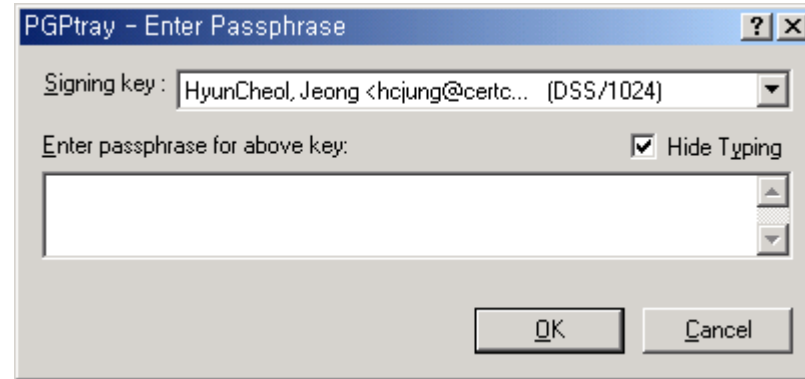 PGPtray - Enter Passphrase
Signing key : HyunCheol, Jeong <hcjung@certc... (DSS/1024)
Enter passphrase for above key: Hide Typing
OK Cancel